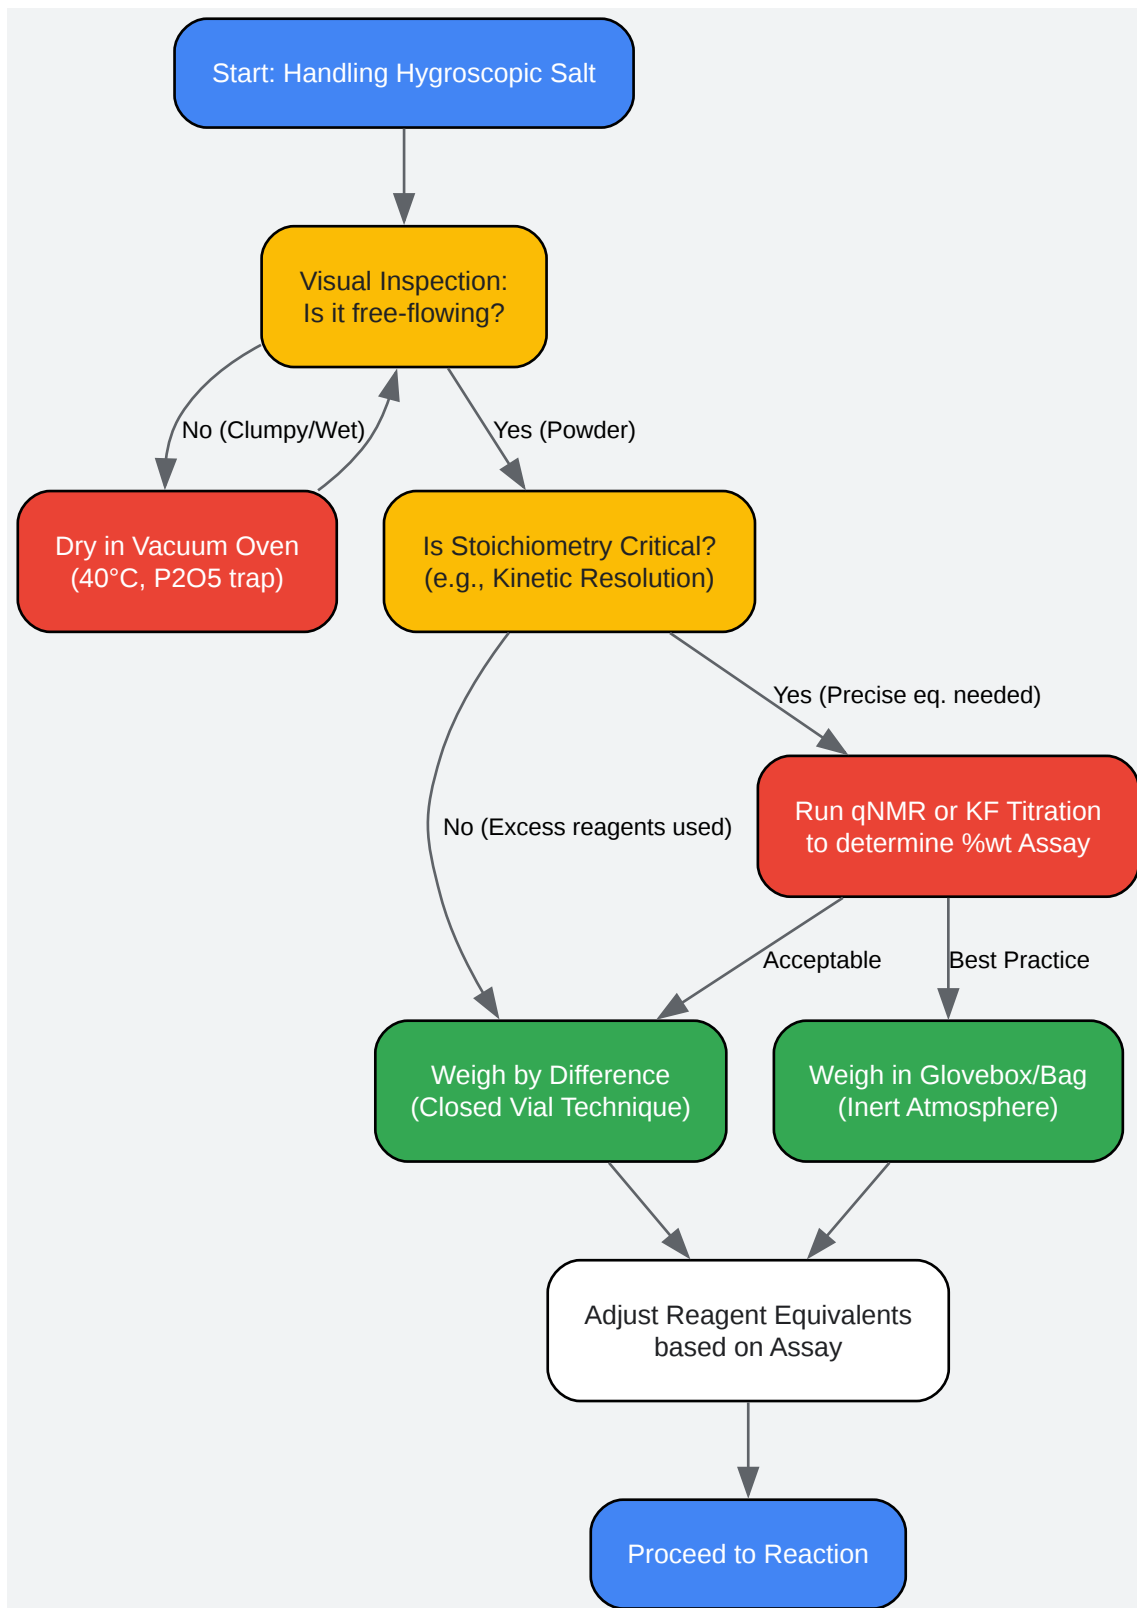 Start: Handling Hygroscopic Salt
Visual Inspection:
Is it free-flowing?
No (Clumpy/Wet)
Yes (Powder)
Dry in Vacuum Oven
(40°C, P2O5 trap)
Is Stoichiometry Critical?
(e.g., Kinetic Resolution)
Yes (Precise eq. needed)
No (Excess reagents used)
Run qNMR or KF Titration
to determine %wt Assay
Acceptable
Best Practice
Weigh by Difference
(Closed Vial Technique)
Weigh in Glovebox/Bag
(Inert Atmosphere)
Adjust Reagent Equivalents
based on Assay
Proceed to Reaction